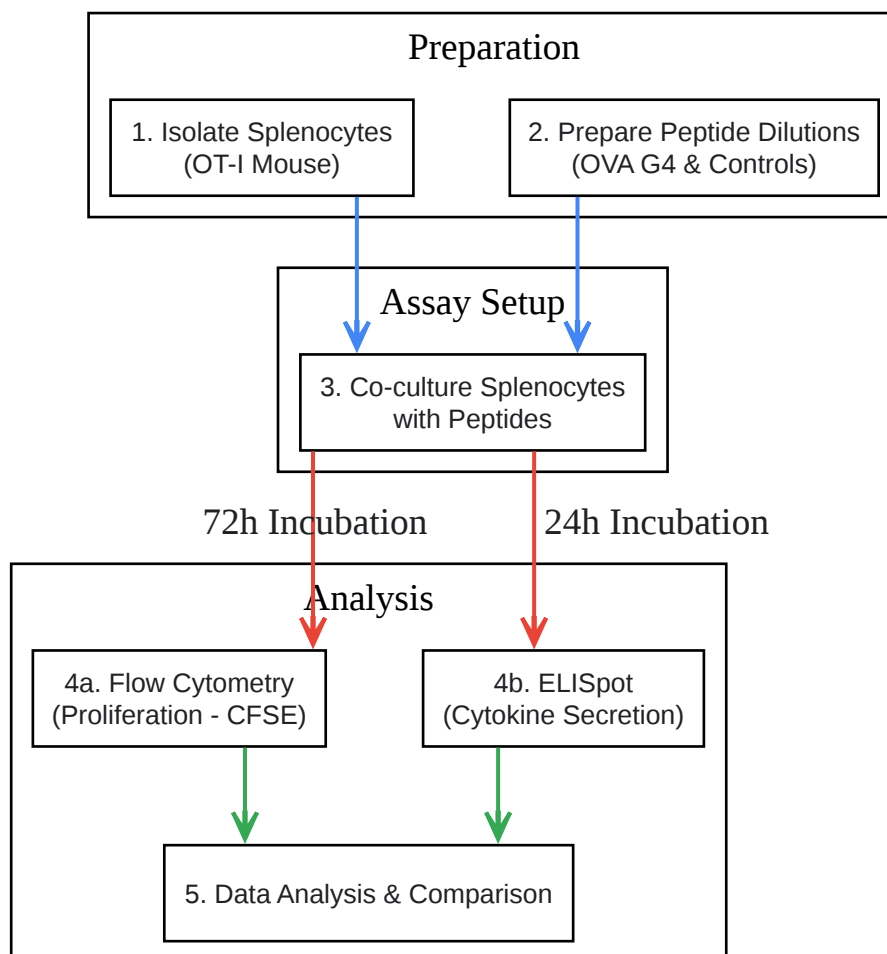 Preparation
1. Isolate Splenocytes
(OT-I Mouse)
2. Prepare Peptide Dilutions
(OVA G4 & Controls)
Assay Setup
3. Co-culture Splenocytes
with Peptides
72h Incubation
24h Incubation
Analysis
4a. Flow Cytometry
(Proliferation - CFSE)
4b. ELISpot
(Cytokine Secretion)
5. Data Analysis & Comparison